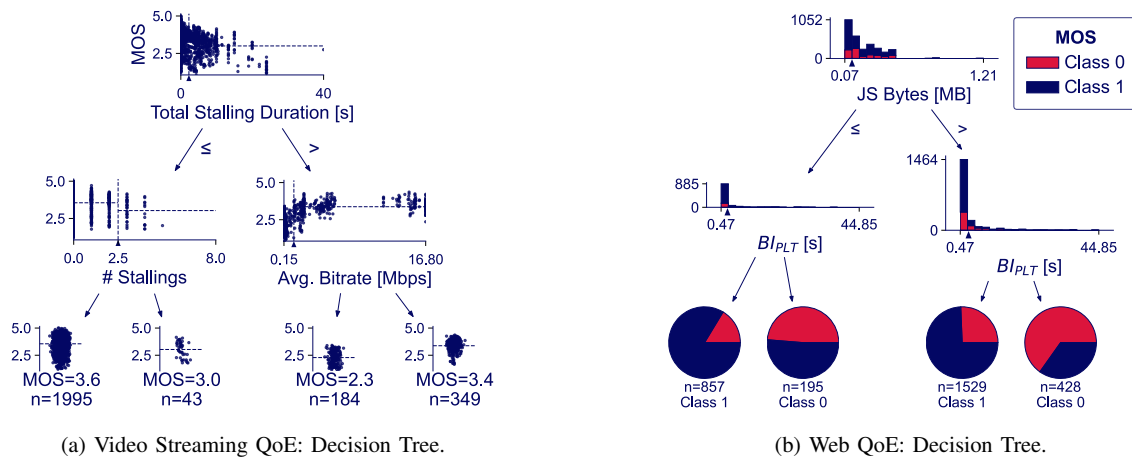 5.0
MOS
2.5
0
40
Total Stalling Duration [s]
≤
>
5.0
2.5
0.0
2.5
8.0
# Stallings
5.0
2.5
0.15
16.80
Avg. Bitrate [Mbps]
5.0
2.5
MOS=3.6
n=1995
5.0
2.5
MOS=3.0
n=43
5.0
2.5
MOS=2.3
n=184
5.0
2.5
MOS=3.4
n=349
(a) Video Streaming QoE: Decision Tree.
1052
0
0.07
1.21
JS Bytes [MB]
MOS
Class 0
Class 1
≤
>
885
0
0.47
44.85
BI_PLT [s]
1464
0
0.47
44.85
BI_PLT [s]
n=857
Class 1
n=195
Class 0
n=1529
Class 1
n=428
Class 0
(b) Web QoE: Decision Tree.